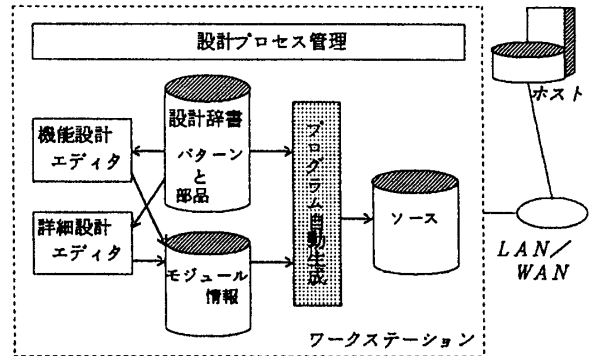 設計プロセス管理
ホスト
設計辞書
パターン
と
部品
機能設計
エディタ
詳細設計
エディタ
モジュール
情報
プログラム自動生成
ソース
LAN/
WAN
ワークステーション